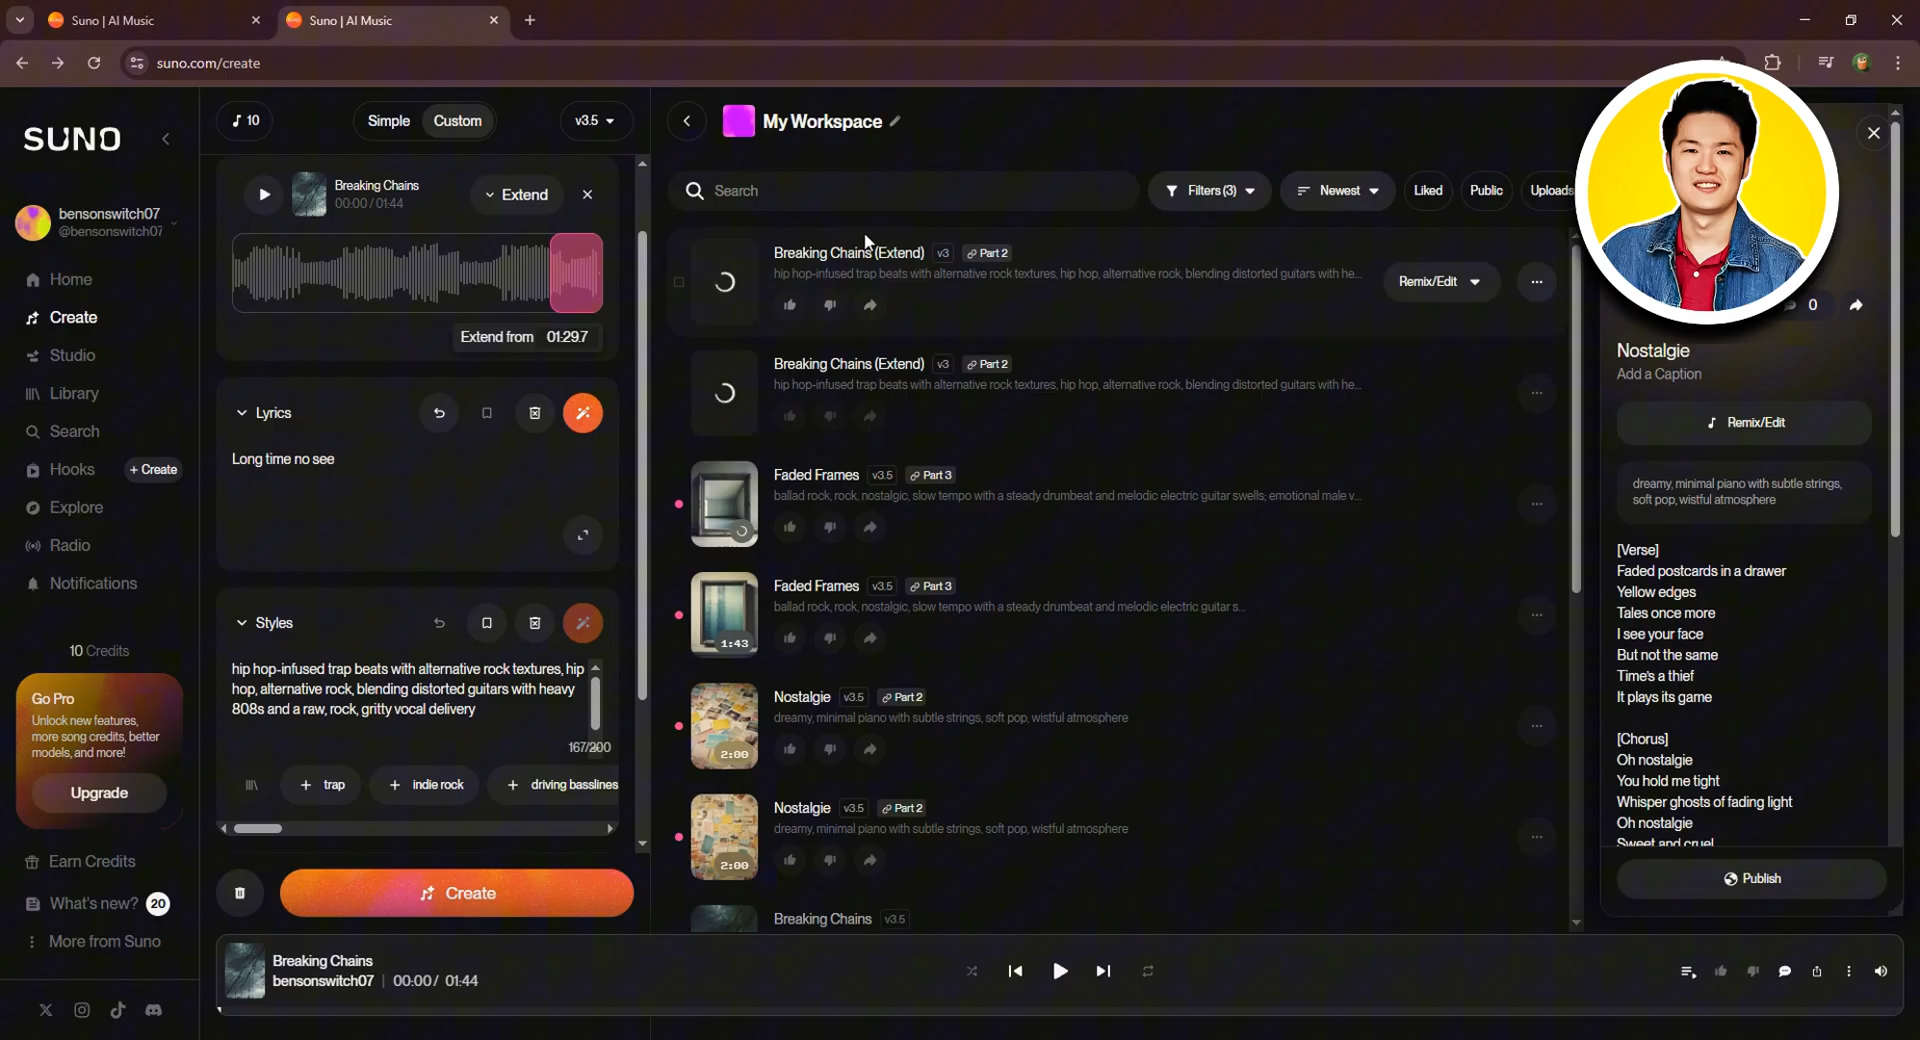 Suno | AI Music
Suno | AI Music
suno.com/create
SUNO
bensonswitch07
@bensonswitch07
Home
Create
Studio
Library
Search
Hooks
+ Create
Explore
Radio
Notifications
10 Credits
Go Pro
Unlock new features,
more song credits, better
models, and more!
Upgrade
Earn Credits
What's new? 20
More from Suno
10
Simple
Custom
v3.5
Breaking Chains
00:00 / 01:44
Extend
Extend from 01:29.7
Lyrics
Long time no see
Styles
hip hop-infused trap beats with alternative rock textures, hip
hop, alternative rock, blending distorted guitars with heavy
808s and a raw, rock, gritty vocal delivery
167/200
+ trap
+ indie rock
+ driving basslines
Create
My Workspace
Search
Filters (3)
Newest
Liked
Public
Uploads
Breaking Chains (Extend) v3 Part 2
hip hop-infused trap beats with alternative rock textures, hip hop, alternative rock, blending distorted guitars with he...
Remix/Edit
Breaking Chains (Extend) v3 Part 2
hip hop-infused trap beats with alternative rock textures, hip hop, alternative rock, blending distorted guitars with he...
Faded Frames v3.5 Part 3
ballad rock, rock, nostalgic, slow tempo with a steady drumbeat and melodic electric guitar swells; emotional male v...
Faded Frames v3.5 Part 3
ballad rock, rock, nostalgic, slow tempo with a steady drumbeat and melodic electric guitar s...
1:43
Nostalgie v3.5 Part 2
dreamy, minimal piano with subtle strings, soft pop, wistful atmosphere
2:00
Nostalgie v3.5 Part 2
dreamy, minimal piano with subtle strings, soft pop, wistful atmosphere
2:00
Breaking Chains v3.5
0
Nostalgie
Add a Caption
Remix/Edit
dreamy, minimal piano with subtle strings,
soft pop, wistful atmosphere
[Verse]
Faded postcards in a drawer
Yellow edges
Tales once more
I see your face
But not the same
Time's a thief
It plays its game
[Chorus]
Oh nostalgie
You hold me tight
Whisper ghosts of fading light
Oh nostalgie
Sweet and cruel
Publish
Breaking Chains
bensonswitch07 | 00:00 / 01:44